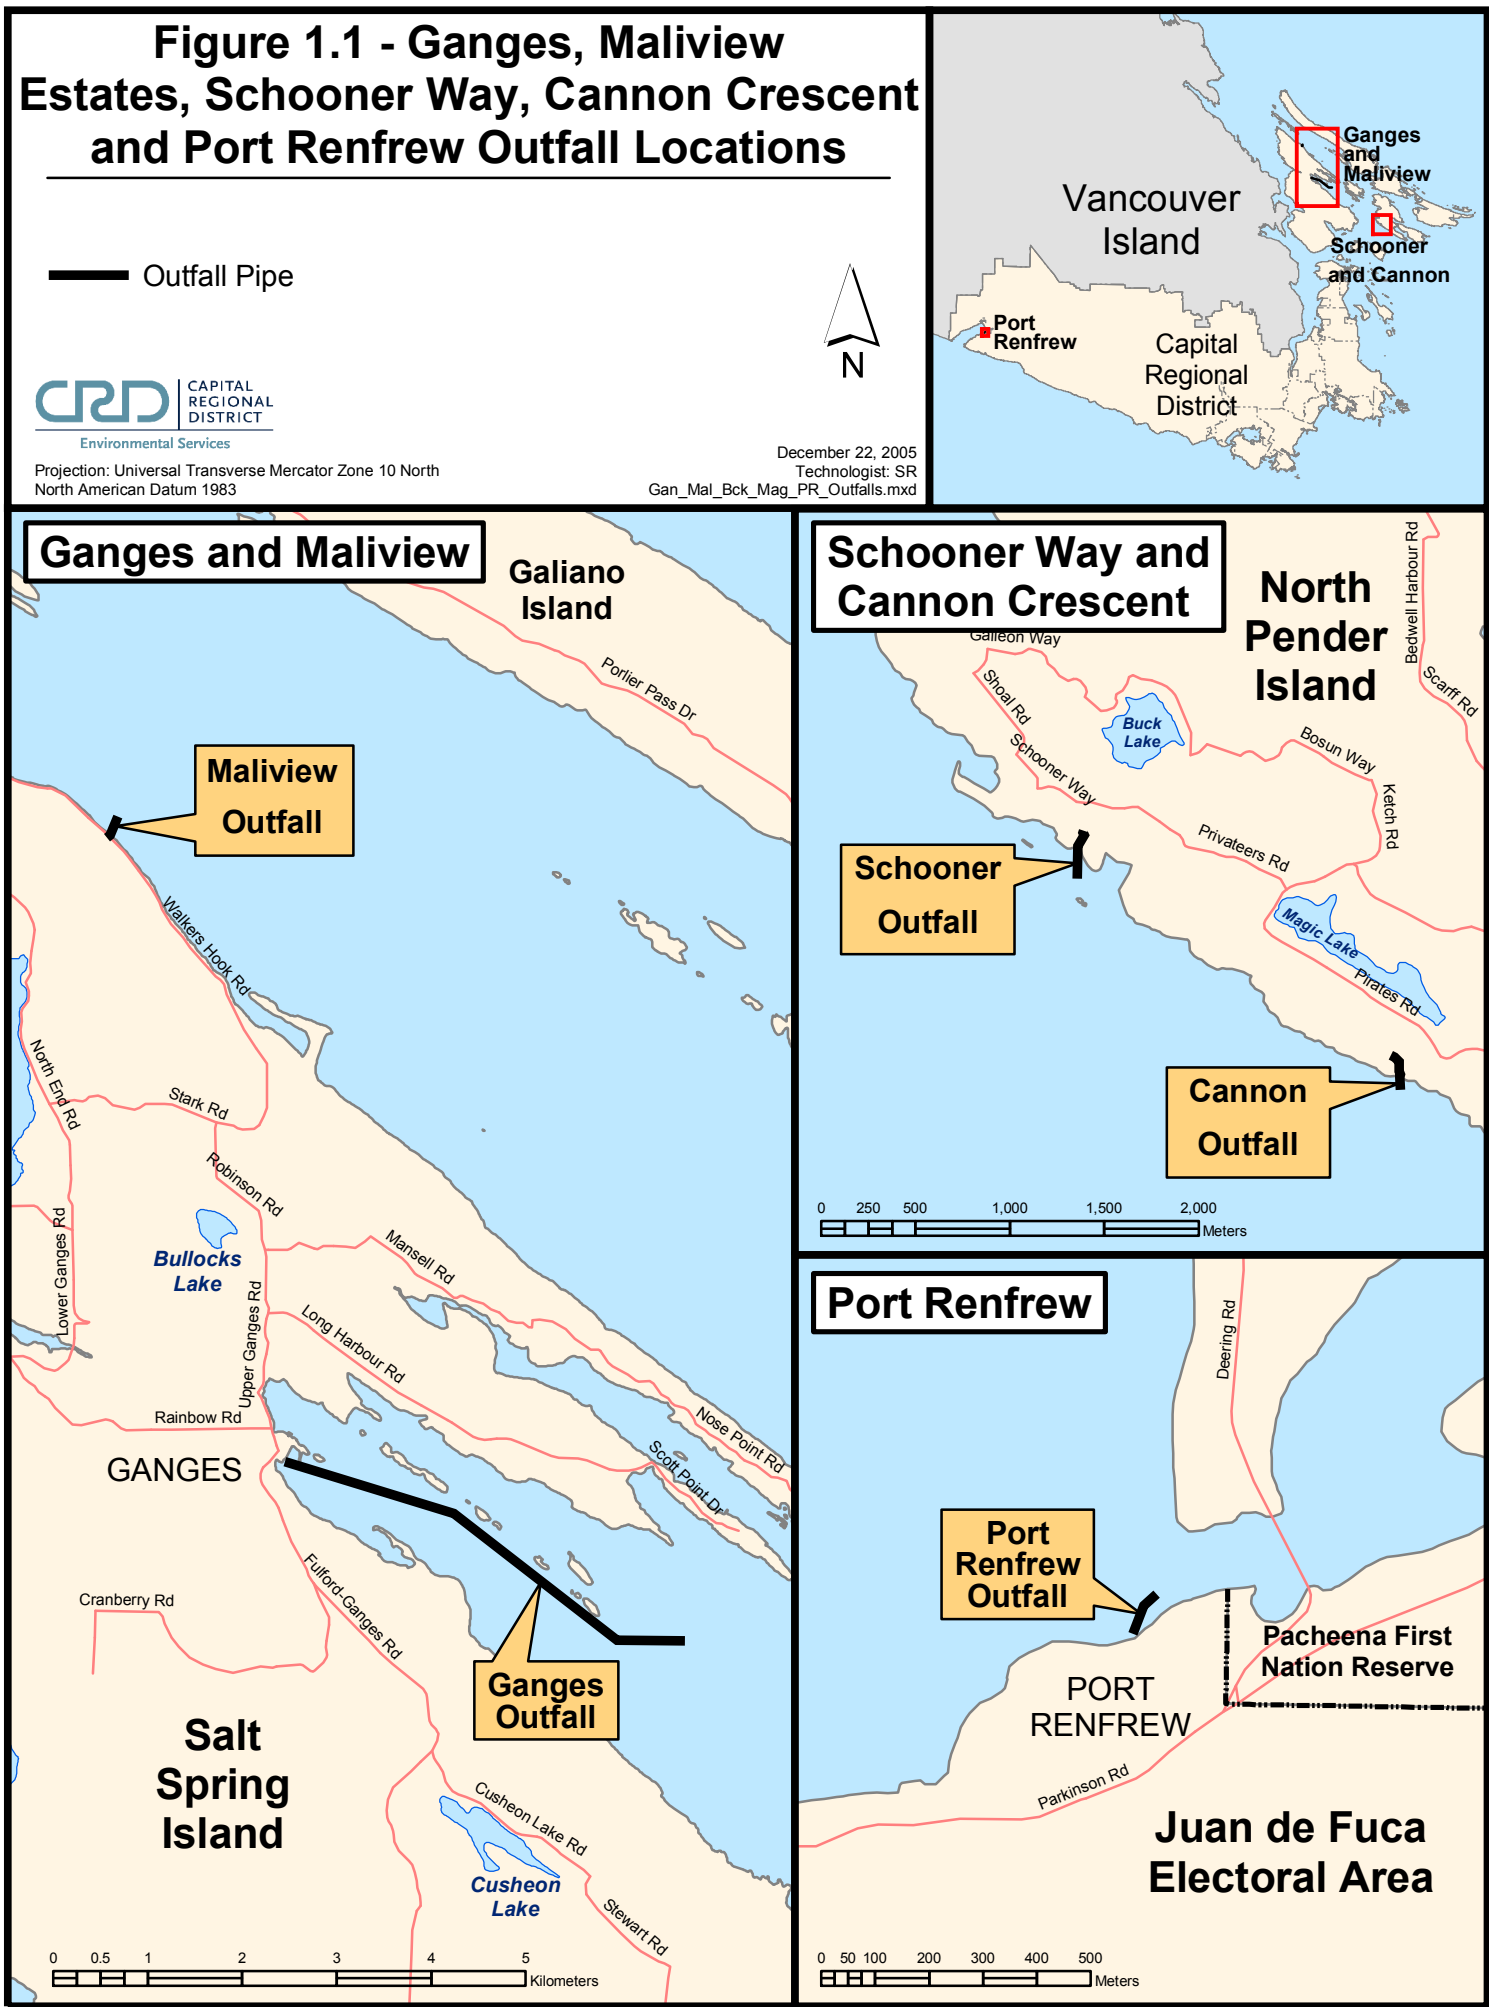 Figure 1.1 - Ganges, Maliview
Estates, Schooner Way, Cannon Crescent
and Port Renfrew Outfall Locations
Outfall Pipe
N
CRD
CAPITAL
REGIONAL
DISTRICT
Environmental Services
Projection: Universal Transverse Mercator Zone 10 North
North American Datum 1983
December 22, 2005
Technologist: SR
Gan_Mal_Bck_Mag_PR_Outfalls.mxd
Vancouver
Island
Ganges
and
Maliview
Schooner
and Cannon
Port
Renfrew
Capital
Regional
District
Ganges and Maliview
Galiano
Island
Porlier Pass Dr
Maliview
Outfall
Walkers Hook Rd
North End Rd
Stark Rd
Robinson Rd
Lower Ganges Rd
Bullocks
Lake
Mansell Rd
Upper Ganges Rd
Long Harbour Rd
Rainbow Rd
Nose Point Rd
Scott Point Dr
GANGES
Fulford-Ganges Rd
Cranberry Rd
Ganges
Outfall
Salt
Spring
Island
Cusheon Lake Rd
Cusheon
Lake
Stewart Rd
0 0.5 1 2 3 4 5
Kilometers
Schooner Way and
Cannon Crescent
North
Pender
Island
Bedwell Harbour Rd
Scarff Rd
Galleon Way
Shoal Rd
Buck
Lake
Schooner Way
Bosun Way
Ketch Rd
Privateers Rd
Schooner
Outfall
Magic Lake
Pirates Rd
Cannon
Outfall
0 250 500 1,000 1,500 2,000
Meters
Port Renfrew
Deering Rd
Port
Renfrew
Outfall
Pacheena First
Nation Reserve
PORT
RENFREW
Parkinson Rd
Juan de Fuca
Electoral Area
0 50 100 200 300 400 500
Meters